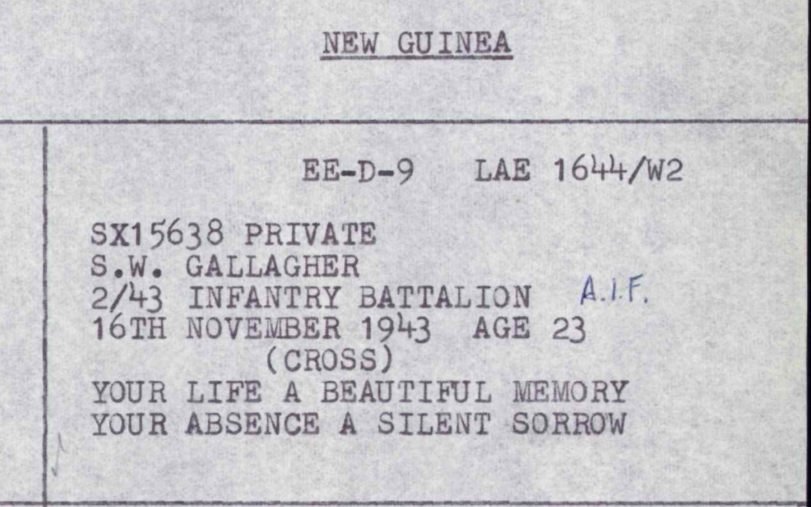 NEW GUINEA
EE-D-9 LAE 1644/W2
SX15638 PRIVATE
S.W. GALLAGHER
2/43 INFANTRY BATTALION A.I.F.
16TH NOVEMBER 1943 AGE 23
(CROSS)
YOUR LIFE A BEAUTIFUL MEMORY
YOUR ABSENCE A SILENT SORROW